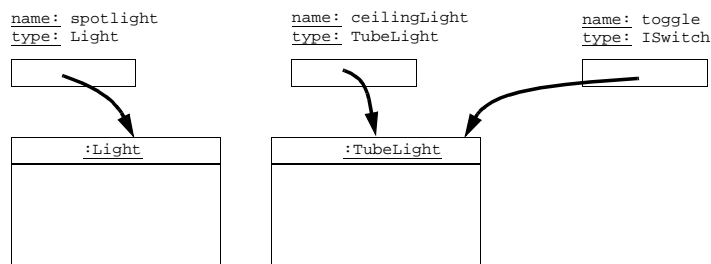 name: spotlight
type: Light
name: ceilingLight
type: TubeLight
name: toggle
type: ISwitch
:Light
:TubeLight